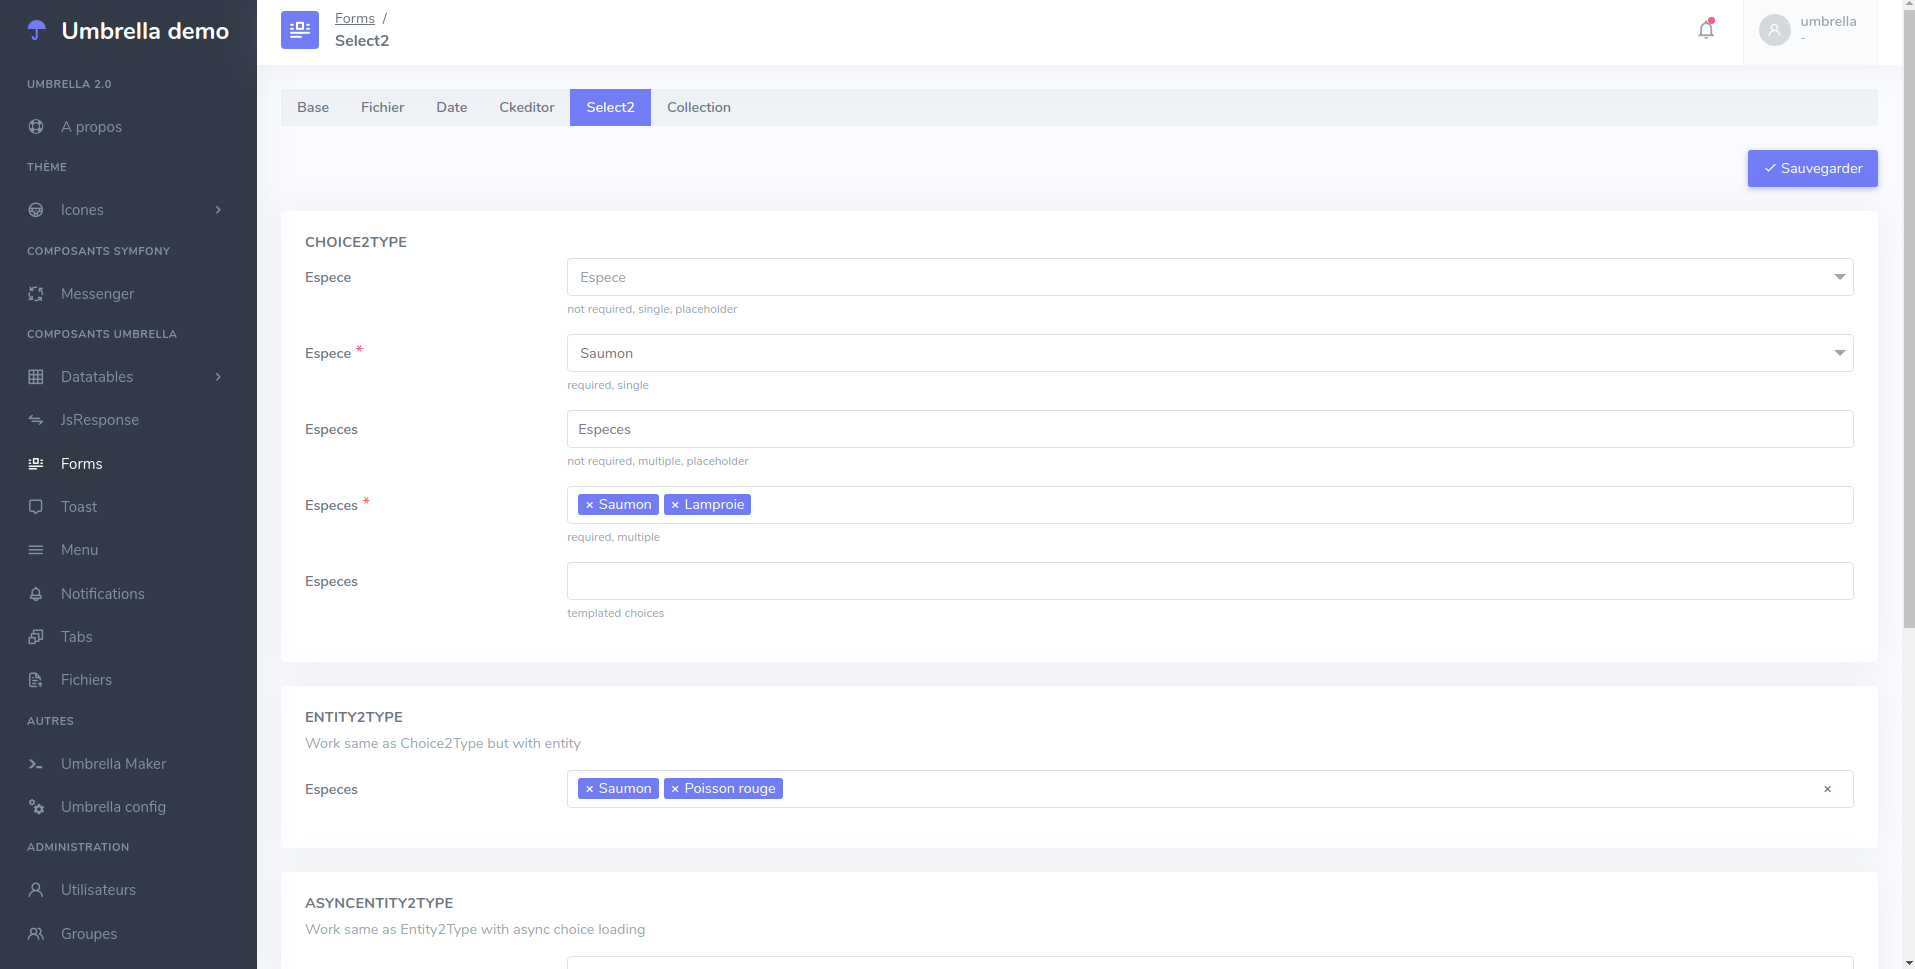 Umbrella demo
UMBRELLA 2.0
A propos
THÈME
Icones
COMPOSANTS SYMFONY
Messenger
COMPOSANTS UMBRELLA
Datatables
JsResponse
Forms
Toast
Menu
Notifications
Tabs
Fichiers
AUTRES
Umbrella Maker
Umbrella config
ADMINISTRATION
Utilisateurs
Groupes
Forms /
Select2
umbrella
-
Base Fichier Date Ckeditor Select2 Collection
Sauvegarder
CHOICE2TYPE
Espece Espece
not required, single, placeholder
Espece * Saumon
required, single
Especes Especes
not required, multiple, placeholder
Especes * × Saumon × Lamproie
required, multiple
Especes
templated choices
ENTITY2TYPE
Work same as Choice2Type but with entity
Especes × Saumon × Poisson rouge ×
ASYNCENTITY2TYPE
Work same as Entity2Type with async choice loading